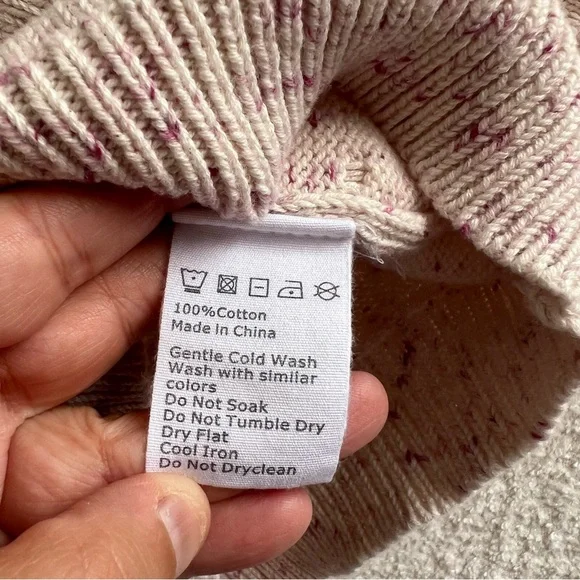 100%Cotton
Made in China
Gentle Cold Wash
Wash with similar
colors
Do Not Soak
Do Not Tumble Dry
Dry Flat
Cool Iron
Do Not Dryclean